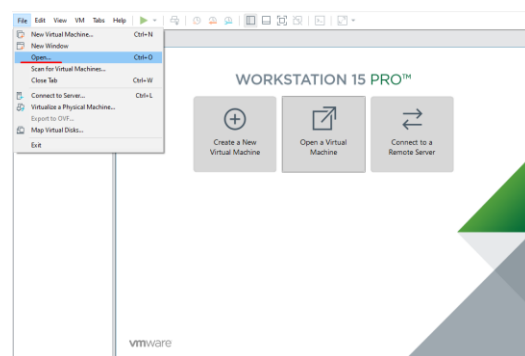 File Edit View VM Tabs Help
New Virtual Machine... Ctrl+N
New Window
Open... Ctrl+O
Scan for Virtual Machines...
Close Tab Ctrl+W
Connect to Server... Ctrl+L
Virtualize a Physical Machine...
Export to OVF...
Map Virtual Disks...
Exit
WORKSTATION 15 PRO™
Create a New
Virtual Machine
Open a Virtual
Machine
Connect to a
Remote Server
vmware